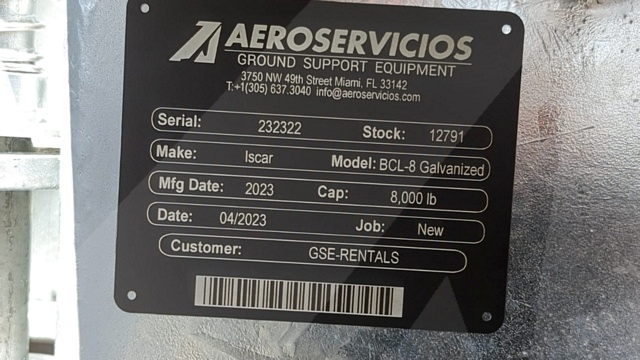 AEROSERVICIOS
GROUND SUPPORT EQUIPMENT
3750 NW 49th Street Miami, FL 33142
T:+1(305) 637.3040 info@aeroservicios.com
Serial: 232322 Stock: 12791
Make: Iscar Model: BCL-8 Galvanized
Mfg Date: 2023 Cap: 8,000 lb
Date: 04/2023 Job: New
Customer: GSE-RENTALS